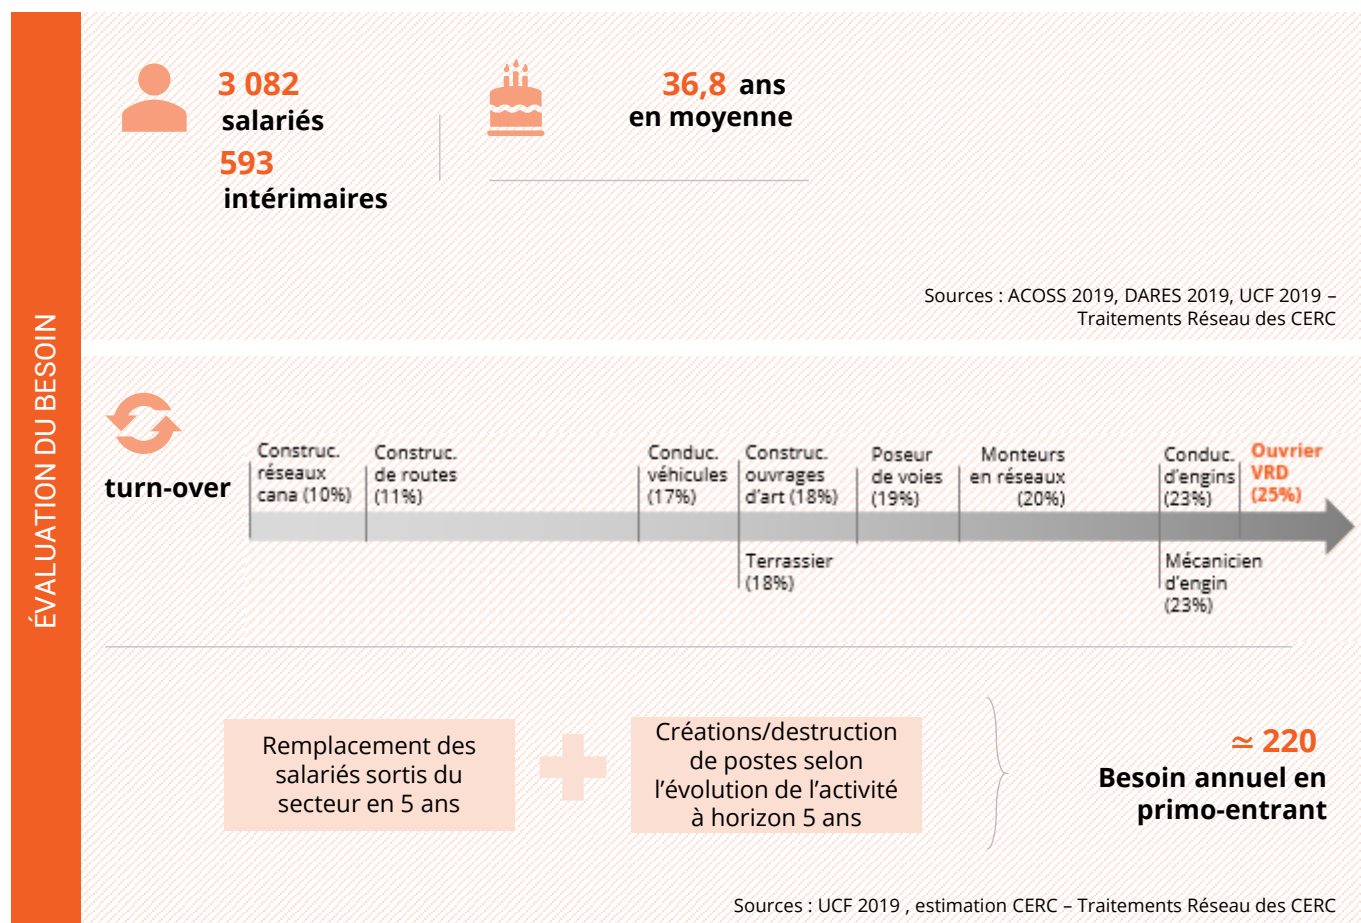 ÉVALUATION DU BESOIN
3 082
salariés
593
intérimaires
36,8 ans
en moyenne
Sources : ACOSS 2019, DARES 2019, UCF 2019 –
Traitements Réseau des CERC
turn-over
Construc.
réseaux
cana (10%)
Construc.
de routes
(11%)
Conduc.
véhicules
(17%)
Construc.
ouvrages
d'art (18%)
Terrassier
(18%)
Poseur
de voies
(19%)
Monteurs
en réseaux
(20%)
Conduc.
d'engins
(23%)
Mécanicien
d'engin
(23%)
Ouvrier
VRD
(25%)
Remplacement des
salariés sortis du
secteur en 5 ans
Créations/destruction
de postes selon
l’évolution de l’activité
à horizon 5 ans
≃ 220
Besoin annuel en
primo-entrant
Sources : UCF 2019 , estimation CERC – Traitements Réseau des CERC